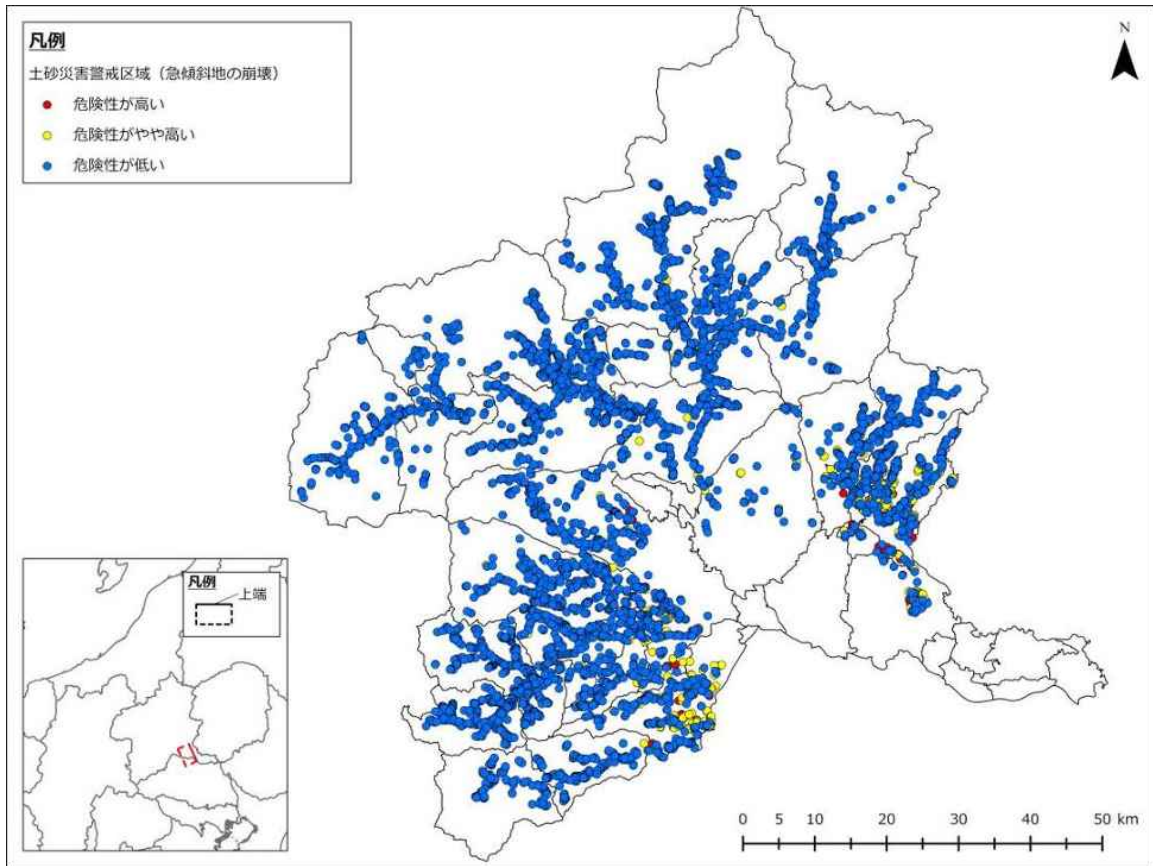 凡例
土砂災害警戒区域（急傾斜地の崩壊）
危険性が高い
危険性がやや高い
危険性が低い
N
凡例
上端
0 5 10 20 30 40 50 km